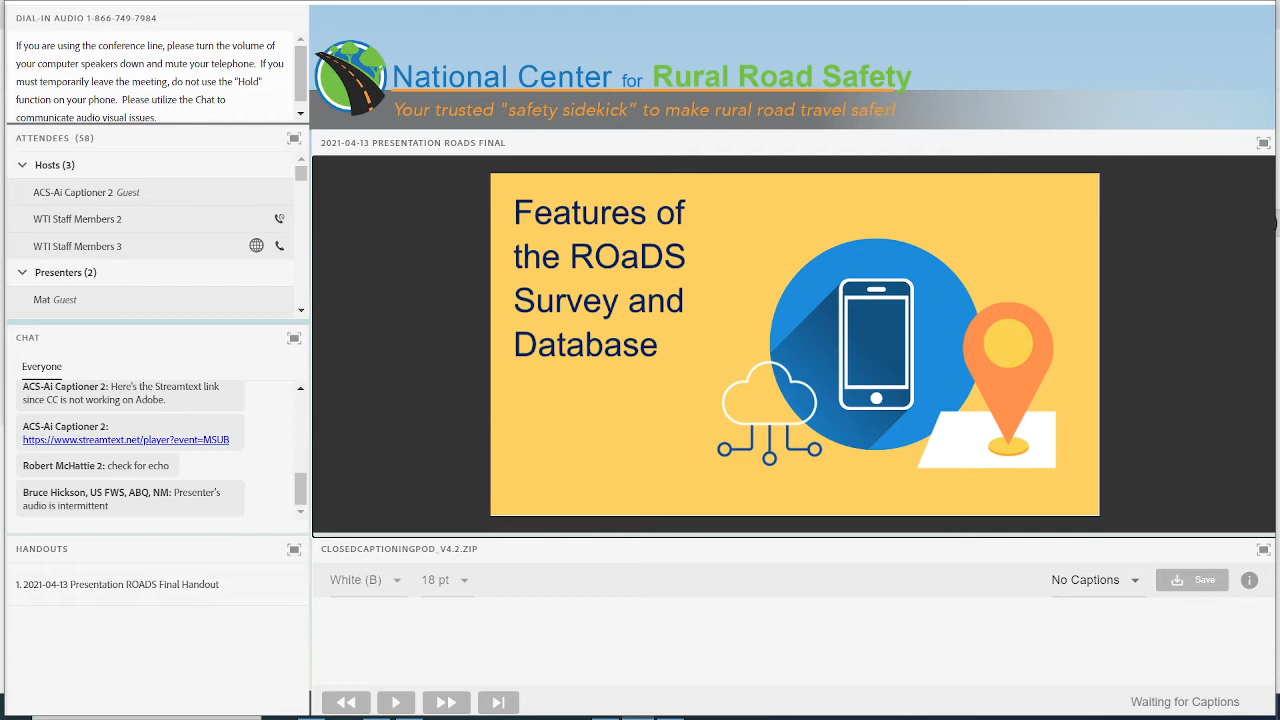 DIAL-IN AUDIO 1-866-749-7984
If you are using the conference line, please turn the volume of
your computer speakers down and mute your telephone. If you
must temporarily leave the meeting, do not use the "Hold"
function on your phone. Please utilize the Chat to
communicate audio visual issues.
ATTENDEES (58)
Hosts (3)
ACS-Ai Captioner 2 Guest
WTI Staff Members 2
WTI Staff Members 3
Presenters (2)
Mat Guest
CHAT
Everyone
ACS-Ai Captioner 2: Here's the Streamtext link
since CC is not working on Adobe.
ACS-Ai Captioner 2:
https://www.streamtext.net/player?event=MSUB
Robert McHattie 2: check for echo
Bruce Hickson, US FWS, ABQ, NM: Presenter's
audio is intermittent
HANDOUTS
1. 2021-04-13 Presentation ROADS Final Handout
National Center for Rural Road Safety
Your trusted "safety sidekick" to make rural road travel safer!
2021-04-13 PRESENTATION ROADS FINAL
Features of
the ROaDS
Survey and
Database
CLOSEDCAPTIONINGPOD_V4.2.ZIP
White (B)
18 pt
No Captions
Save
Waiting for Captions